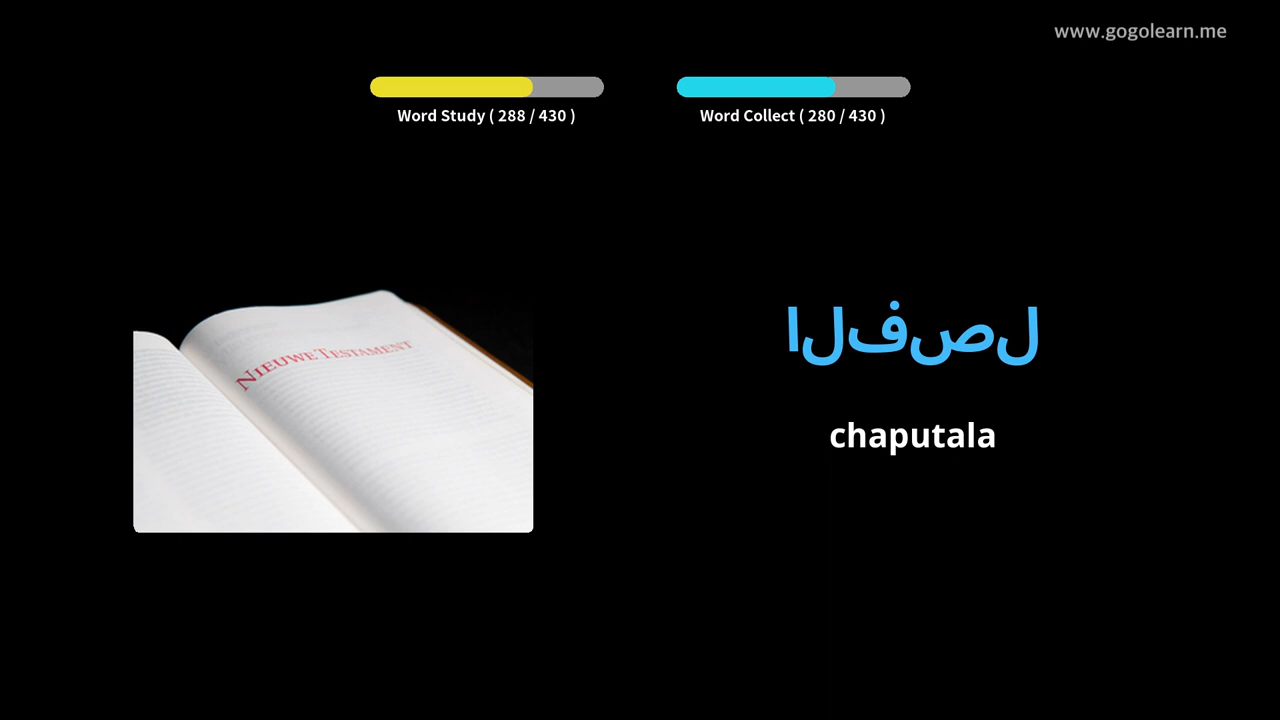 www.gogolearn.me
Word Study ( 288 / 430 )
Word Collect ( 280 / 430 )
NIEUWE TESTAMENT
الفصل
chaputala